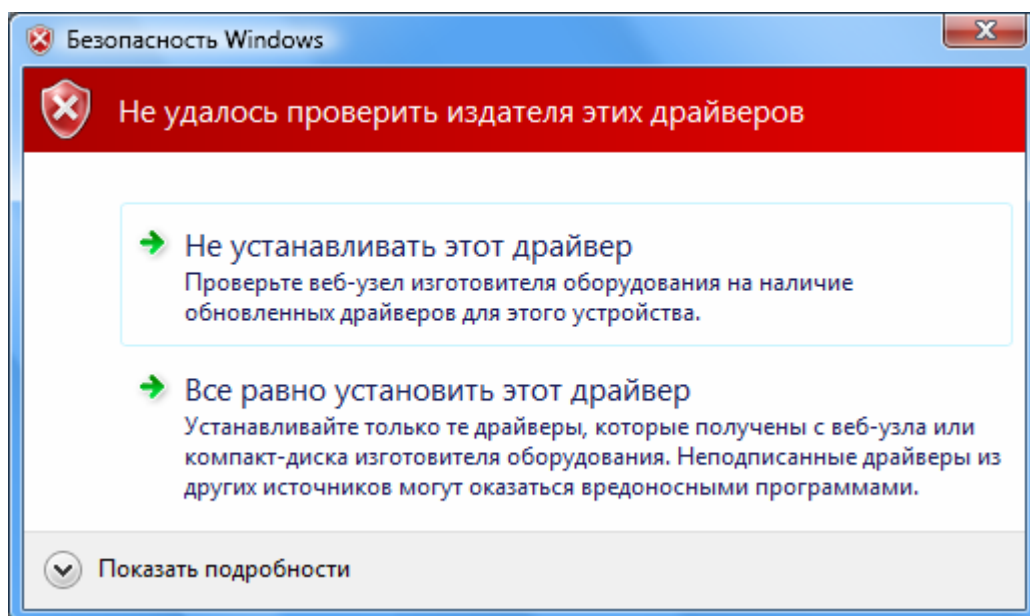 Безопасность Windows
Не удалось проверить издателя этих драйверов
Не устанавливать этот драйвер
Проверьте веб-узел изготовителя оборудования на наличие
обновленных драйверов для этого устройства.
Все равно установить этот драйвер
Устанавливайте только те драйверы, которые получены с веб-узла или
компакт-диска изготовителя оборудования. Неподписанные драйверы из
других источников могут оказаться вредоносными программами.
Показать подробности